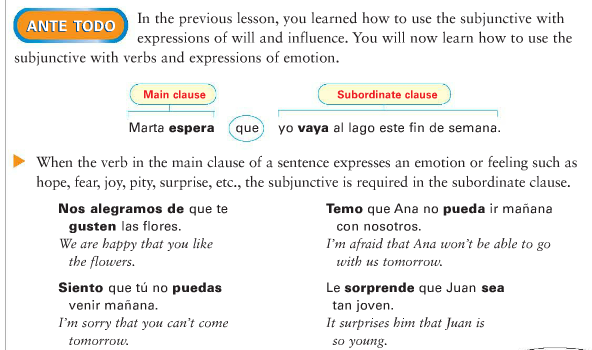 ANTE TODO
In the previous lesson, you learned how to use the subjunctive with
expressions of will and influence. You will now learn how to use the
subjunctive with verbs and expressions of emotion.
Main clause
Subordinate clause
Marta espera que yo vaya al lago este fin de semana.
When the verb in the main clause of a sentence expresses an emotion or feeling such as
hope, fear, joy, pity, surprise, etc., the subjunctive is required in the subordinate clause.
Nos alegramos de que te
gusten las flores.
We are happy that you like
the flowers.
Temo que Ana no pueda ir mañana
con nosotros.
I'm afraid that Ana won't be able to go
with us tomorrow.
Siento que tú no puedas
venir mañana.
I'm sorry that you can't come
tomorrow.
Le sorprende que Juan sea
tan joven.
It surprises him that Juan is
so young.